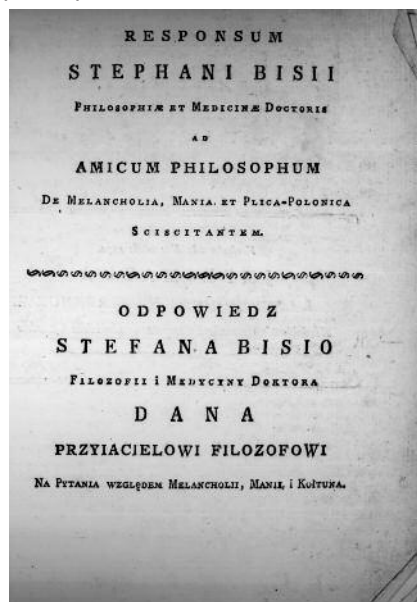 RESPONSUM
STEPHANI BISII
PHILOSOPHIÆ ET MEDICINÆ DOCTORIS
AD
AMICUM PHILOSOPHUM
DE MELANCHOLIA, MANIA ET PLICA-POLONICA
SCISCITANTEM.
ODPOWIEDZ
STEFANA BISIO
FILOZOFII i MEDYCYNY DOKTORA
DANA
PRZYIACIELOWI FILOZOFOWI
NA PYTANIA WZGLĘDEM MELANCHOLII, MANII, i KOŁTUNA.